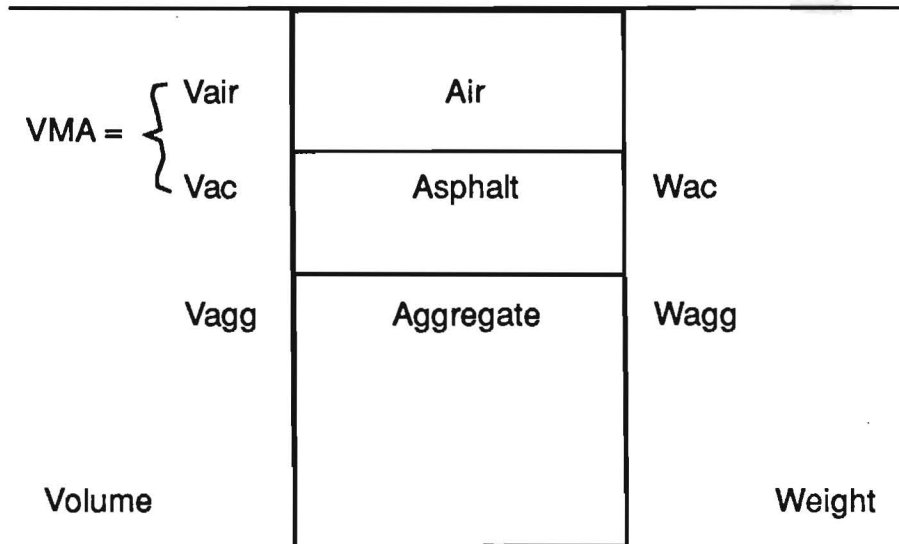 Vair Air
VMA =
Vac Asphalt Wac
Vagg Aggregate Wagg
Volume Weight